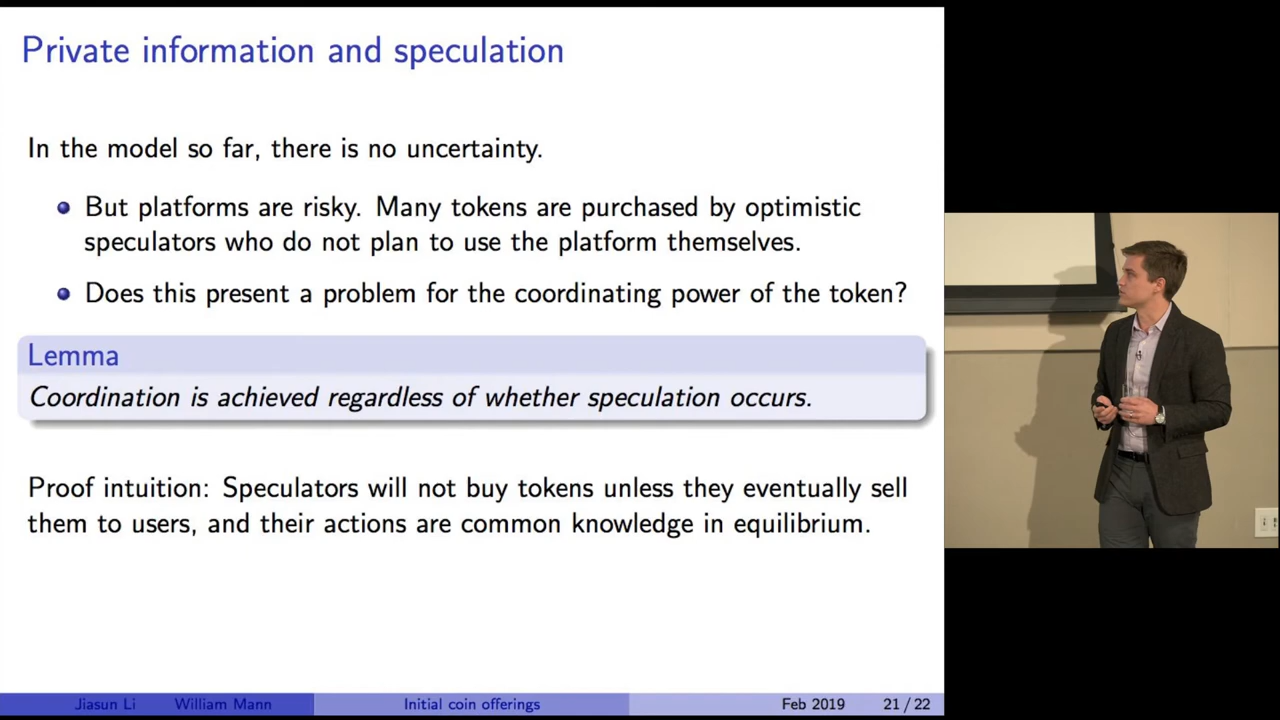 Private information and speculation
In the model so far, there is no uncertainty.
But platforms are risky. Many tokens are purchased by optimistic
speculators who do not plan to use the platform themselves.
Does this present a problem for the coordinating power of the token?
Lemma
Coordination is achieved regardless of whether speculation occurs.
Proof intuition: Speculators will not buy tokens unless they eventually sell
them to users, and their actions are common knowledge in equilibrium.
Jiasun Li William Mann Initial coin offerings Feb 2019 21 / 22